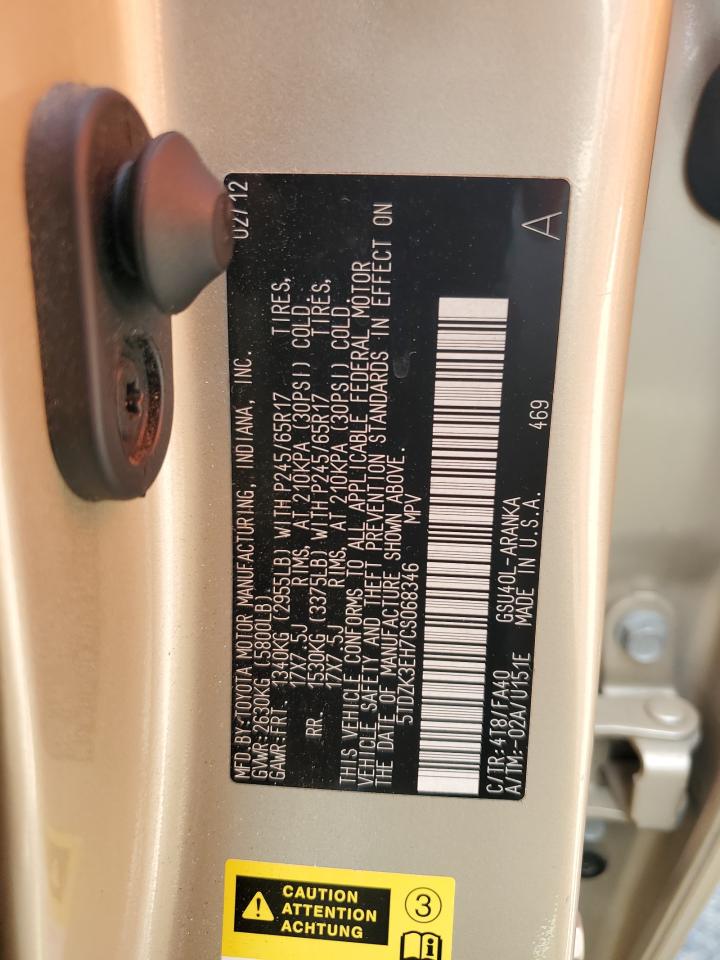 MFD.BY:TOYOTA MOTOR MANUFACTURING, INDIANA, INC. 02/12
GVWR:2630KG (5800LB)
GAWR:FR. 1340KG (2955LB) WITH P245/65R17 TIRES,
17X7.5J RIMS, AT 210KPA (30PSI) COLD.
RR. 1530KG (3375LB) WITH P245/65R17 TIRES,
17X7.5J RIMS, AT 210KPA (30PSI) COLD.
THIS VEHICLE CONFORMS TO ALL APPLICABLE FEDERAL MOTOR
VEHICLE SAFETY AND THEFT PREVENTION STANDARDS IN EFFECT ON
THE DATE OF MANUFACTURE SHOWN ABOVE.
5TDZK3EH7CS068346 MPV
C/TR:4T8/FA40 GSU40L-ARANKA 469 A
A/TM:-02A/U151E MADE IN U.S.A.
CAUTION
ATTENTION
ACHTUNG
3